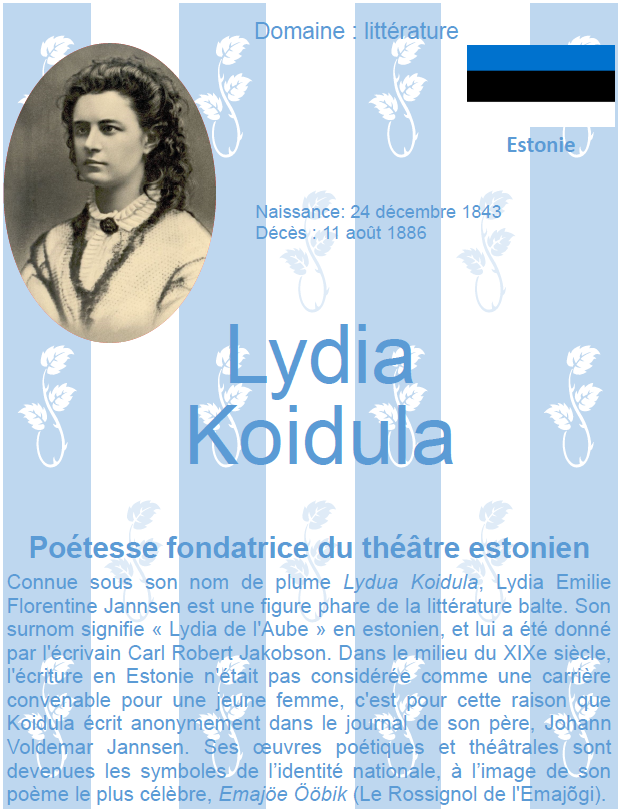 Domaine : littérature
Estonie
Naissance: 24 décembre 1843
Décès : 11 août 1886
Lydia
Koidula
Poétesse fondatrice du théâtre estonien
Connue sous son nom de plume Lydua Koidula, Lydia Emilie
Florentine Jannsen est une figure phare de la littérature balte. Son
surnom signifie « Lydia de l'Aube » en estonien, et lui a été donné
par l'écrivain Carl Robert Jakobson. Dans le milieu du XIXe siècle,
l'écriture en Estonie n'était pas considérée comme une carrière
convenable pour une jeune femme, c'est pour cette raison que
Koidula écrit anonymement dans le journal de son père, Johann
Voldemar Jannsen. Ses œuvres poétiques et théâtrales sont
devenues les symboles de l’identité nationale, à l’image de son
poème le plus célèbre, Emajöe Ööbik (Le Rossignol de l'Emajõgi).